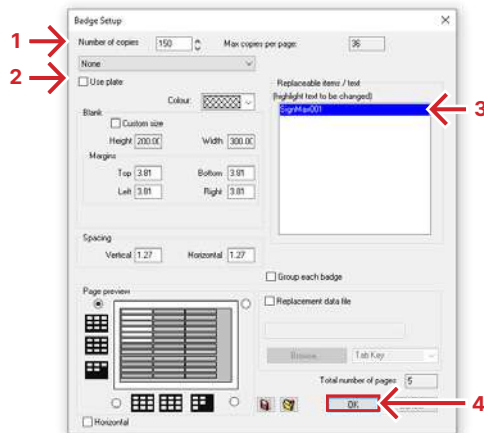 Badge Setup
1
Number of copies 150 Max copies per page: 36
None
2
Use plate
Replaceable items / text
(highlight text to be changed)
Colour:
SignMax001
3
Blank
Custom size
Height 200.00 Width 300.00
Margins
Top 3.81 Bottom 3.81
Left 3.81 Right 3.81
Spacing
Vertical 1.27 Horizontal 1.27
Group each badge
Page preview
Replacement data file
Browse Tab Key
Total number of pages 5
OK
4
Horizontal